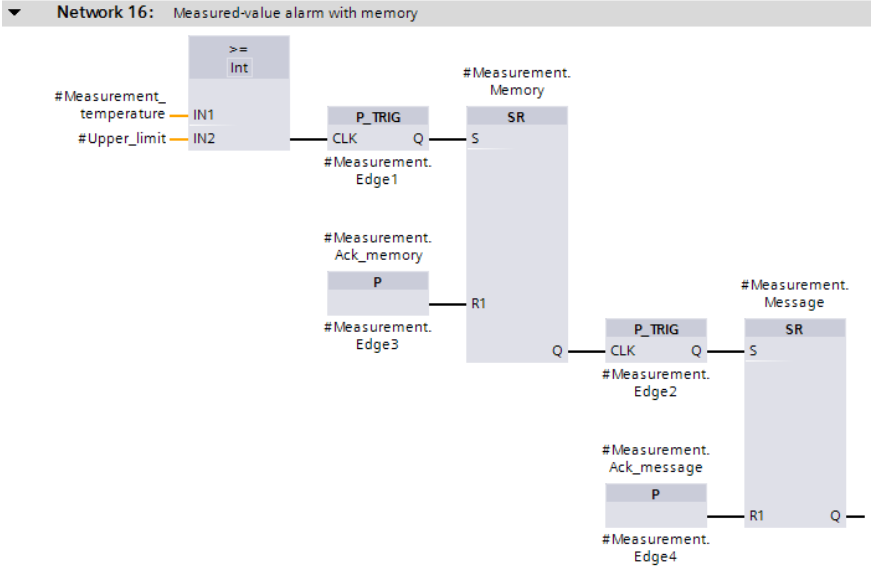 Network 16: Measured-value alarm with memory
>=
Int
#Measurement_
temperature
IN1
#Upper_limit
IN2
P_TRIG
CLK Q
#Measurement.
Edge1
#Measurement.
Memory
SR
S
#Measurement.
Ack_memory
P
#Measurement.
Edge3
R1
Q
P_TRIG
CLK Q
#Measurement.
Edge2
#Measurement.
Message
SR
S
#Measurement.
Ack_message
P
#Measurement.
Edge4
R1 Q